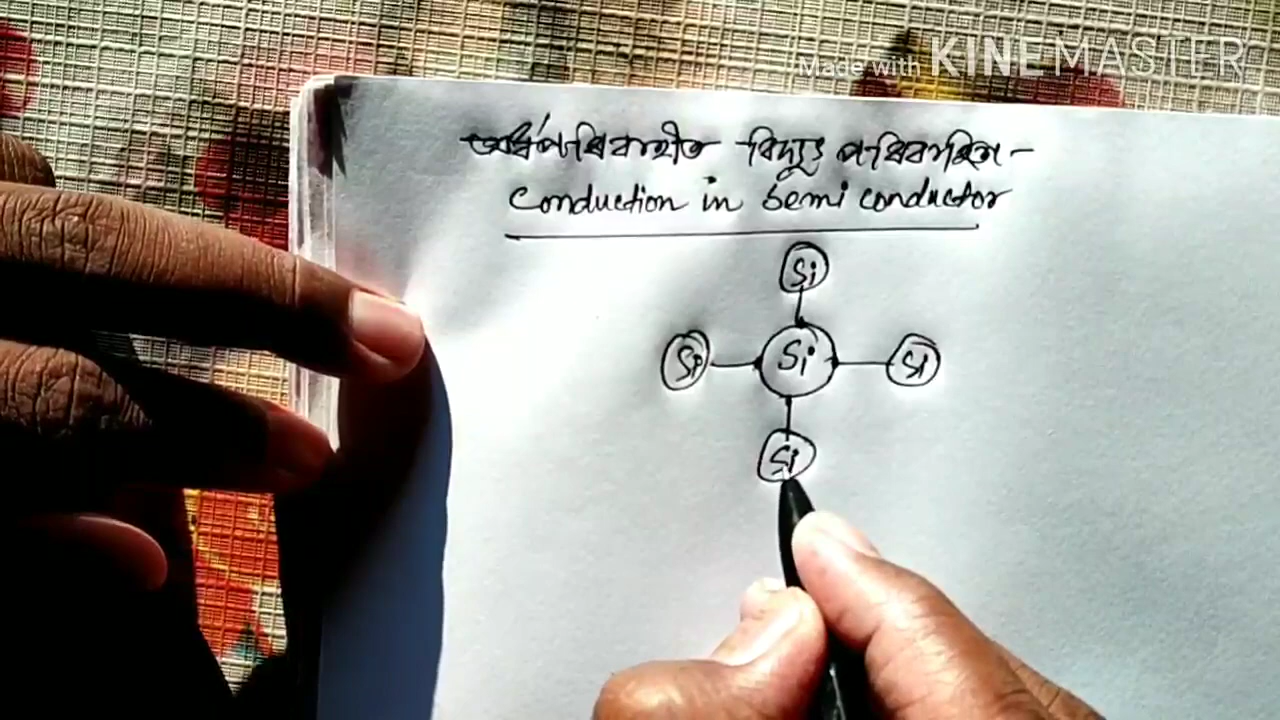 Made with KINEMASTER
অৰ্ধপৰিবাহীত বিদ্যুৎ পৰিবাহিতা -
Conduction in Semi conductor
Si
Si Si Si
Si